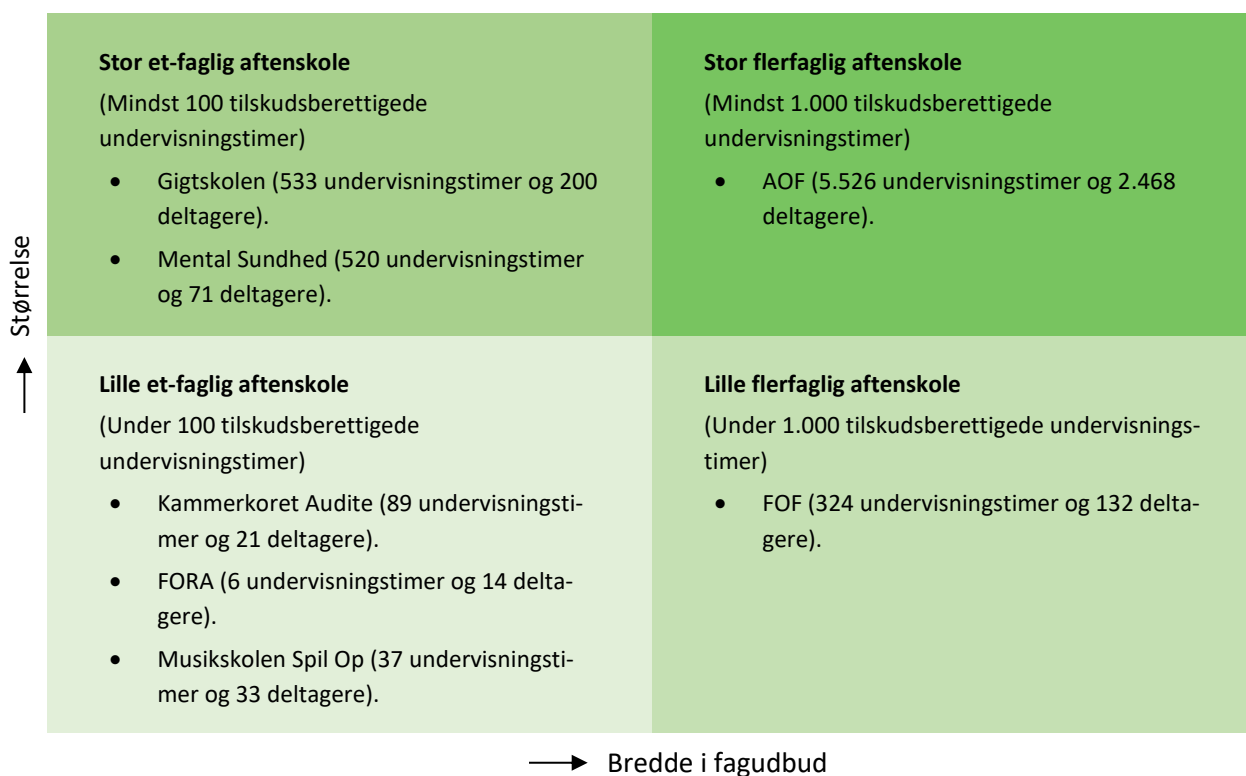 Stor et-faglig aftenskole
(Mindst 100 tilskudsberettigede
undervisningstimer)
• Gigtskolen (533 undervisningstimer og 200
deltagere).
• Mental Sundhed (520 undervisningstimer
og 71 deltagere).
Stor flerfaglig aftenskole
(Mindst 1.000 tilskudsberettigede
undervisningstimer)
• AOF (5.526 undervisningstimer og 2.468
deltagere).
Størrelse
Lille et-faglig aftenskole
(Under 100 tilskudsberettigede
undervisningstimer)
• Kammerkoret Audite (89 undervisningsti-
mer og 21 deltagere).
• FORA (6 undervisningstimer og 14 delta-
gere).
• Musikskolen Spil Op (37 undervisningsti-
mer og 33 deltagere).
Lille flerfaglig aftenskole
(Under 1.000 tilskudsberettigede undervisnings-
timer)
• FOF (324 undervisningstimer og 132 delta-
gere).
Bredde i fagudbud